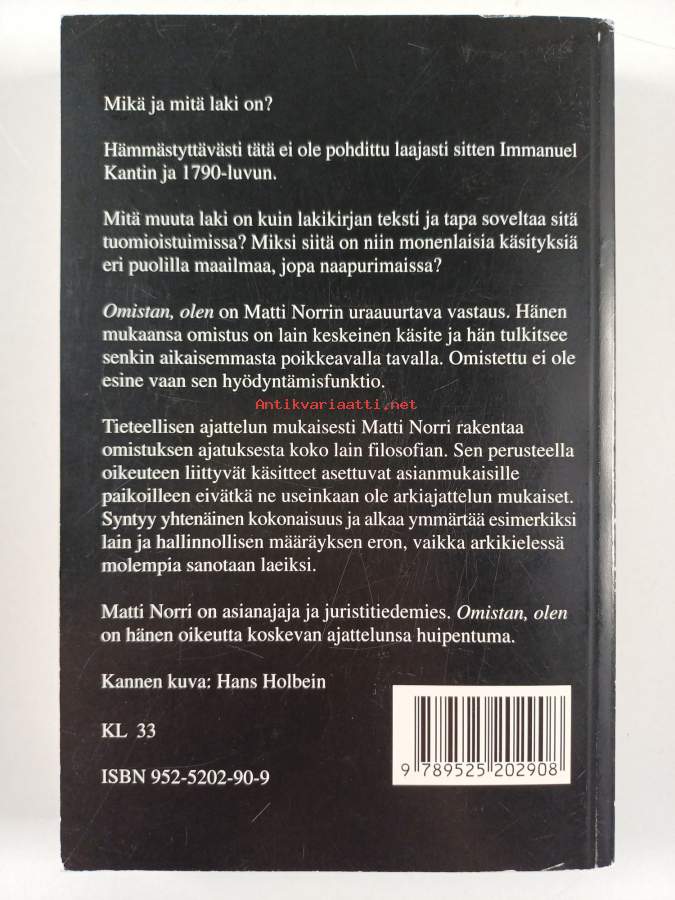 Mikä ja mitä laki on?
Hämmästyttävästi tätä ei ole pohdittu laajasti sitten Immanuel
Kantin ja 1790-luvun.
Mitä muuta laki on kuin lakikirjan teksti ja tapa soveltaa sitä
tuomioistuimissa? Miksi siitä on niin monenlaisia käsityksiä
eri puolilla maailmaa, jopa naapurimaissa?
Omistan, olen on Matti Norrin uraauurtava vastaus. Hänen
mukaansa omistus on lain keskeinen käsite ja hän tulkitsee
senkin aikaisemmasta poikkeavalla tavalla. Omistettu ei ole
esine vaan sen hyödyntämisfunktio.
Antikvariaatti.net
Tieteellisen ajattelun mukaisesti Matti Norri rakentaa
omistuksen ajatuksesta koko lain filosofian. Sen perusteella
oikeuteen liittyvät käsitteet asettuvat asianmukaisille
paikoilleen eivätkä ne useinkaan ole arkiajattelun mukaiset.
Syntyy yhtenäinen kokonaisuus ja alkaa ymmärtää esimerkiksi
lain ja hallinnollisen määräyksen eron, vaikka arkikielessä
molempia sanotaan laeiksi.
Matti Norri on asianajaja ja juristitiedemies. Omistan, olen
on hänen oikeutta koskevan ajattelunsa huipentuma.
Kannen kuva: Hans Holbein
KL 33
ISBN 952-5202-90-9
9 789525 202908